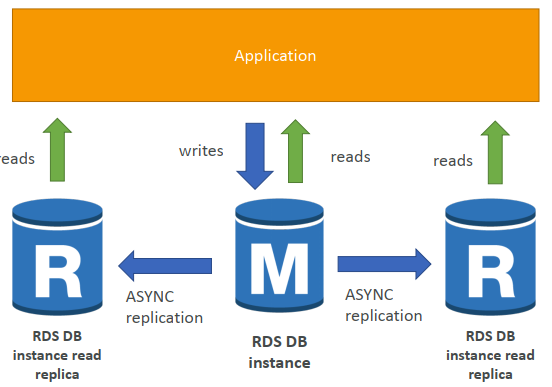 Application
reads
writes
reads
reads
R
M
R
ASYNC
replication
ASYNC
replication
RDS DB
instance read
replica
RDS DB
instance
RDS DB
instance read
replica